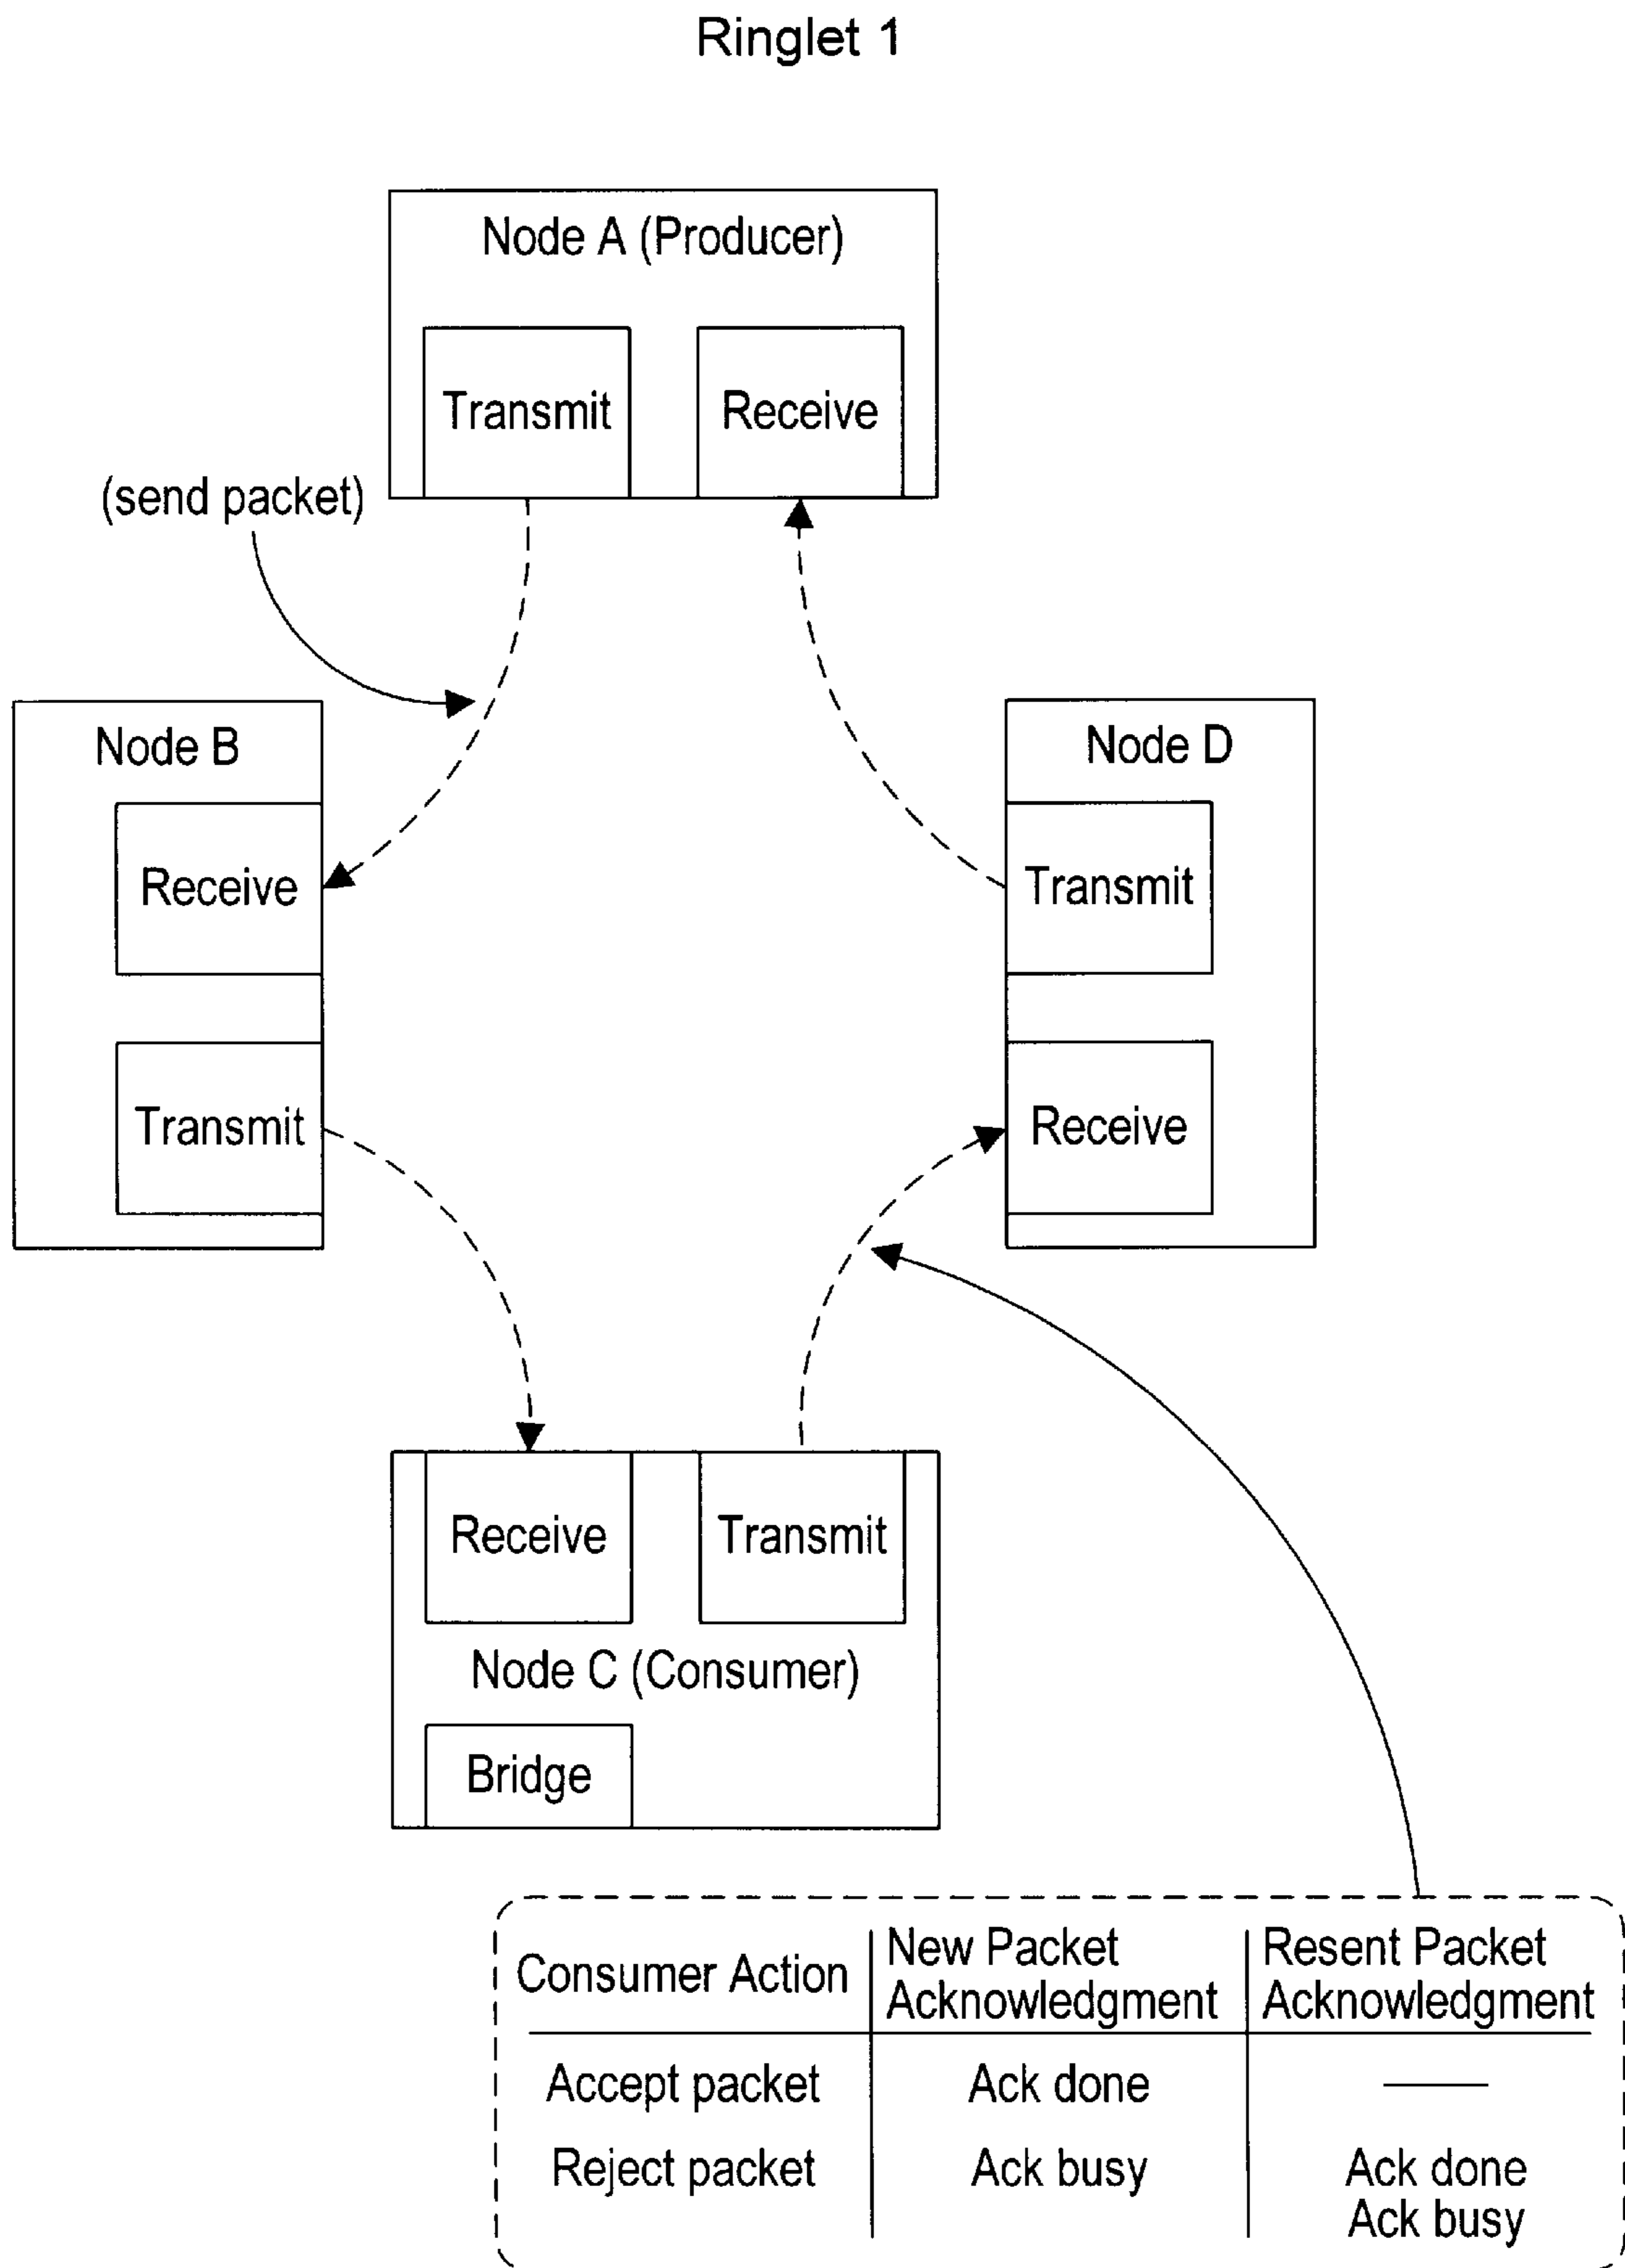 Ringlet 1
Node A (Producer)
Transmit
Receive
(send packet)
Node B
Receive
Transmit
Node D
Transmit
Receive
Receive
Transmit
Node C (Consumer)
Bridge
Consumer Action
New Packet
Acknowledgment
Resent Packet
Acknowledgment
Accept packet
Ack done
Reject packet
Ack busy
Ack done
Ack busy